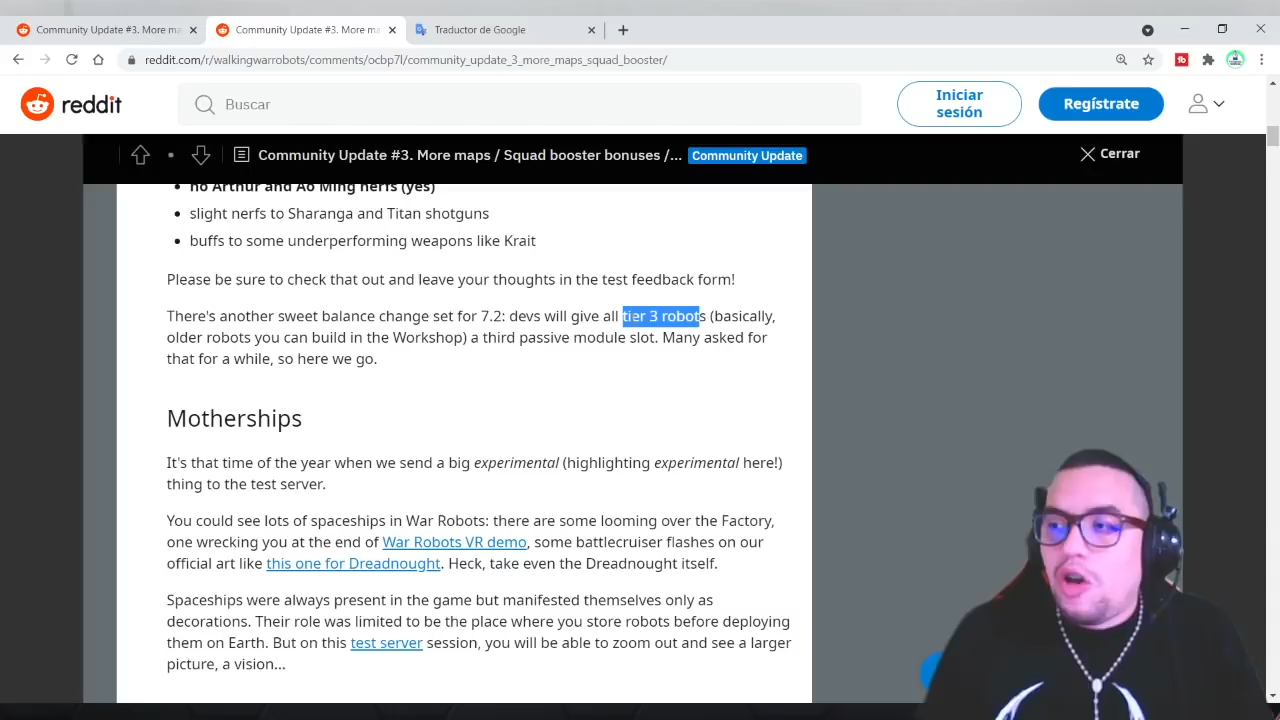 Community Update #3. More ma
Community Update #3. More ma
Traductor de Google
reddit.com/r/walkingwarrobots/comments/ocbp7l/community_update_3_more_maps_squad_booster/
reddit
Buscar
Iniciar
sesión
Regístrate
Community Update #3. More maps / Squad booster bonuses /...
Community Update
Cerrar
no Arthur and Ao Ming nerfs (yes)
slight nerfs to Sharanga and Titan shotguns
buffs to some underperforming weapons like Krait
Please be sure to check that out and leave your thoughts in the test feedback form!
There's another sweet balance change set for 7.2: devs will give all tier 3 robots (basically,
older robots you can build in the Workshop) a third passive module slot. Many asked for
that for a while, so here we go.
Motherships
It's that time of the year when we send a big experimental (highlighting experimental here!)
thing to the test server.
You could see lots of spaceships in War Robots: there are some looming over the Factory,
one wrecking you at the end of War Robots VR demo, some battlecruiser flashes on our
official art like this one for Dreadnought. Heck, take even the Dreadnought itself.
Spaceships were always present in the game but manifested themselves only as
decorations. Their role was limited to be the place where you store robots before deploying
them on Earth. But on this test server session, you will be able to zoom out and see a larger
picture, a vision...